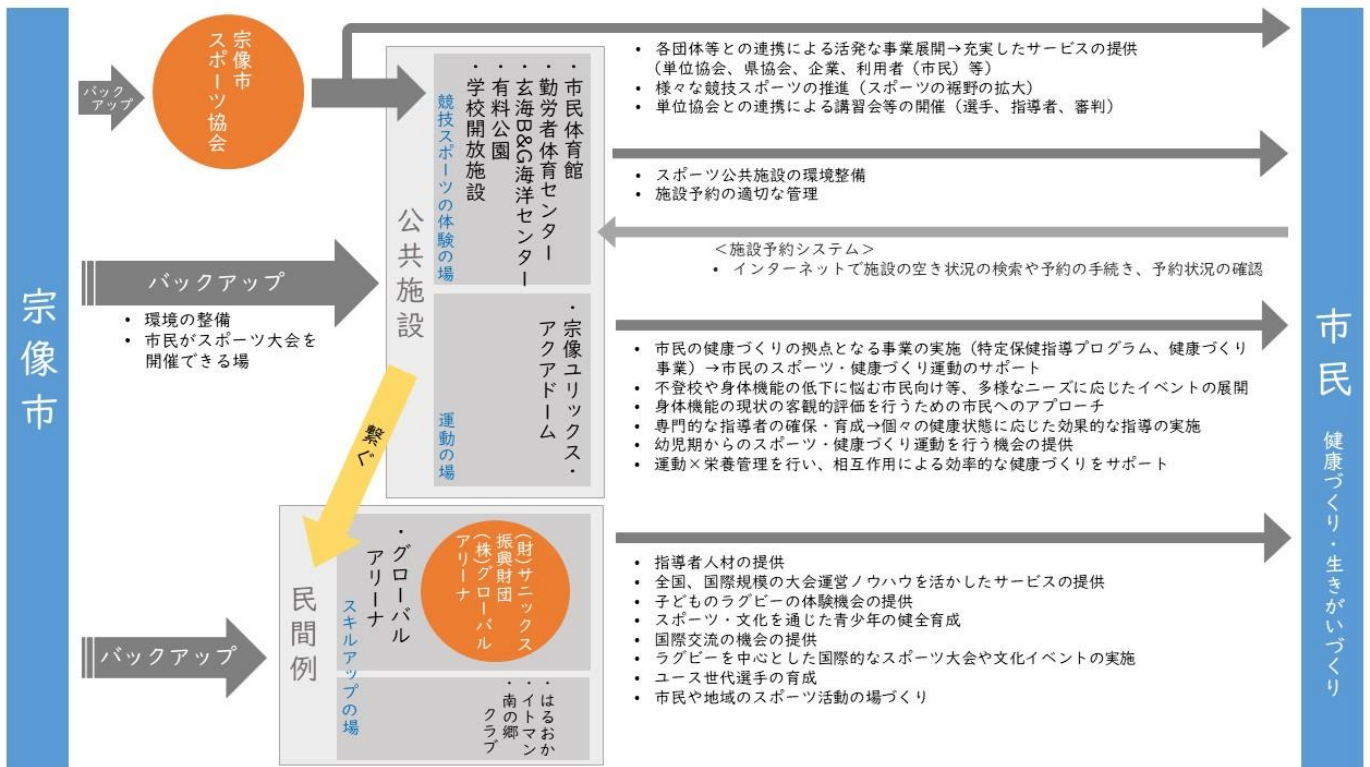 宗像市
バック
アップ
宗像市
スポーツ協会
バックアップ
• 環境の整備
• 市民がスポーツ大会を
開催できる場
バックアップ
公共施設
・市民体育館
・勤労者体育センター
・玄海B&G海洋センター
・有料公園
・学校開放施設
競技スポーツの体験の場
・宗像ユリックス・
アクアドーム
運動の場
繋ぐ
民間例
(財)サニックス
振興財団
(株)グローバル
アリーナ
・グローバル
アリーナ
スキルアップの場
・はるおか
・イトマン
・南の郷
クラブ
• 各団体等との連携による活発な事業展開→充実したサービスの提供
（単位協会、県協会、企業、利用者（市民）等）
• 様々な競技スポーツの推進（スポーツの裾野の拡大）
• 単位協会との連携による講習会等の開催（選手、指導者、審判）
• スポーツ公共施設の環境整備
• 施設予約の適切な管理
＜施設予約システム＞
• インターネットで施設の空き状況の検索や予約の手続き、予約状況の確認
• 市民の健康づくりの拠点となる事業の実施（特定保健指導プログラム、健康づくり
事業）→市民のスポーツ・健康づくり運動のサポート
• 不登校や身体機能の低下に悩む市民向け等、多様なニーズに応じたイベントの展開
• 身体機能の現状の客観的評価を行うための市民へのアプローチ
• 専門的な指導者の確保・育成→個々の健康状態に応じた効果的な指導の実施
• 幼児期からのスポーツ・健康づくり運動を行う機会の提供
• 運動×栄養管理を行い、相互作用による効率的な健康づくりをサポート
• 指導者人材の提供
• 全国、国際規模の大会運営ノウハウを活かしたサービスの提供
• 子どものラグビーの体験機会の提供
• スポーツ・文化を通じた青少年の健全育成
• 国際交流の機会の提供
• ラグビーを中心とした国際的なスポーツ大会や文化イベントの実施
• ユース世代選手の育成
• 市民や地域のスポーツ活動の場づくり
市民
健康づくり・生きがいづくり